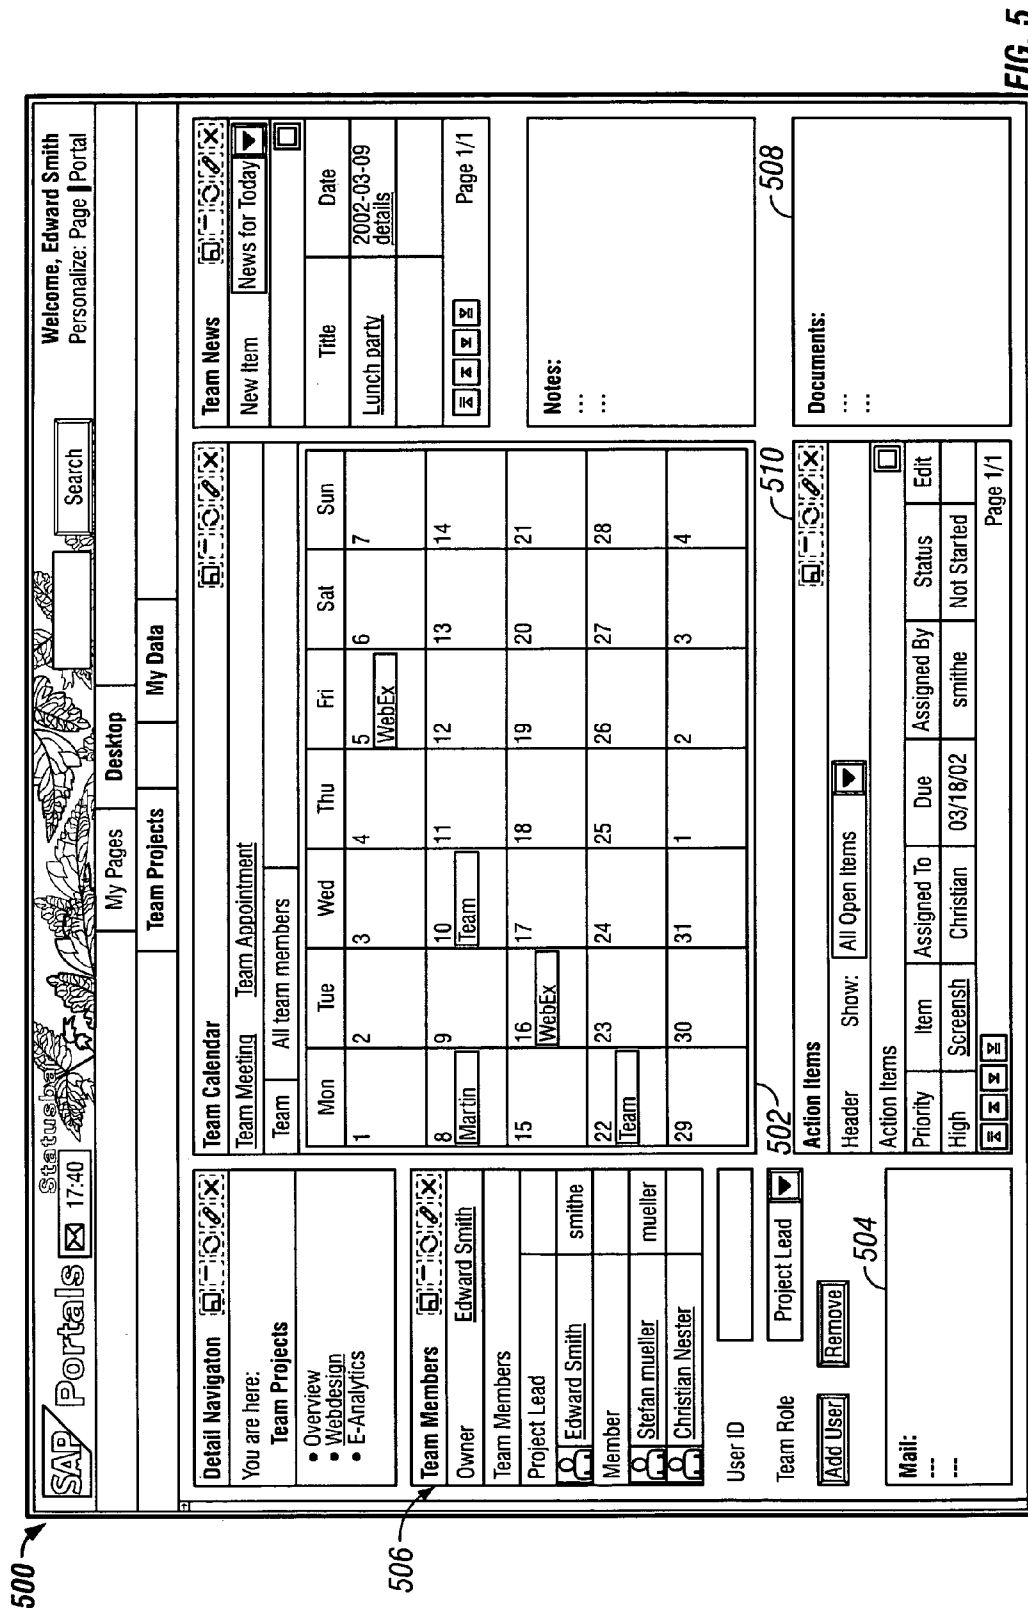 500
SAP Portals
17:40
Statusbar
Search
Welcome, Edward Smith
Personalize: Page Portal
My Pages
Desktop
Team Projects
My Data
Detail Navigaton
You are here:
Team Projects
• Overview
• Webdesign
• E-Analytics
506
Team Members
Owner
Edward Smith
Team Members
Project Lead
Edward Smith
smithe
Member
Stefan mueller
mueller
Christian Nester
User ID
Team Role
Project Lead
Add User
Remove
504
Mail:
---
---
Team Calendar
Team Meeting
Team Appointment
Team
All team members
Mon Tue Wed Thu Fri Sat Sun
1 2 3 4 5 6 7
WebEx
8 9 10 11 12 13 14
Martin
Team
15 16 17 18 19 20 21
WebEx
22 23 24 25 26 27 28
Team
29 30 31 1 2 3 4
502
510
Action Items
Header
Show:
All Open Items
Action Items
Priority Item Assigned To Due Assigned By Status Edit
High Screensh Christian 03/18/02 smithe Not Started
Page 1/1
Team News
New Item
News for Today
Title Date
Lunch party
2002-03-09
details
Page 1/1
Notes:
...
...
508
Documents:
...
...
FIG. 5